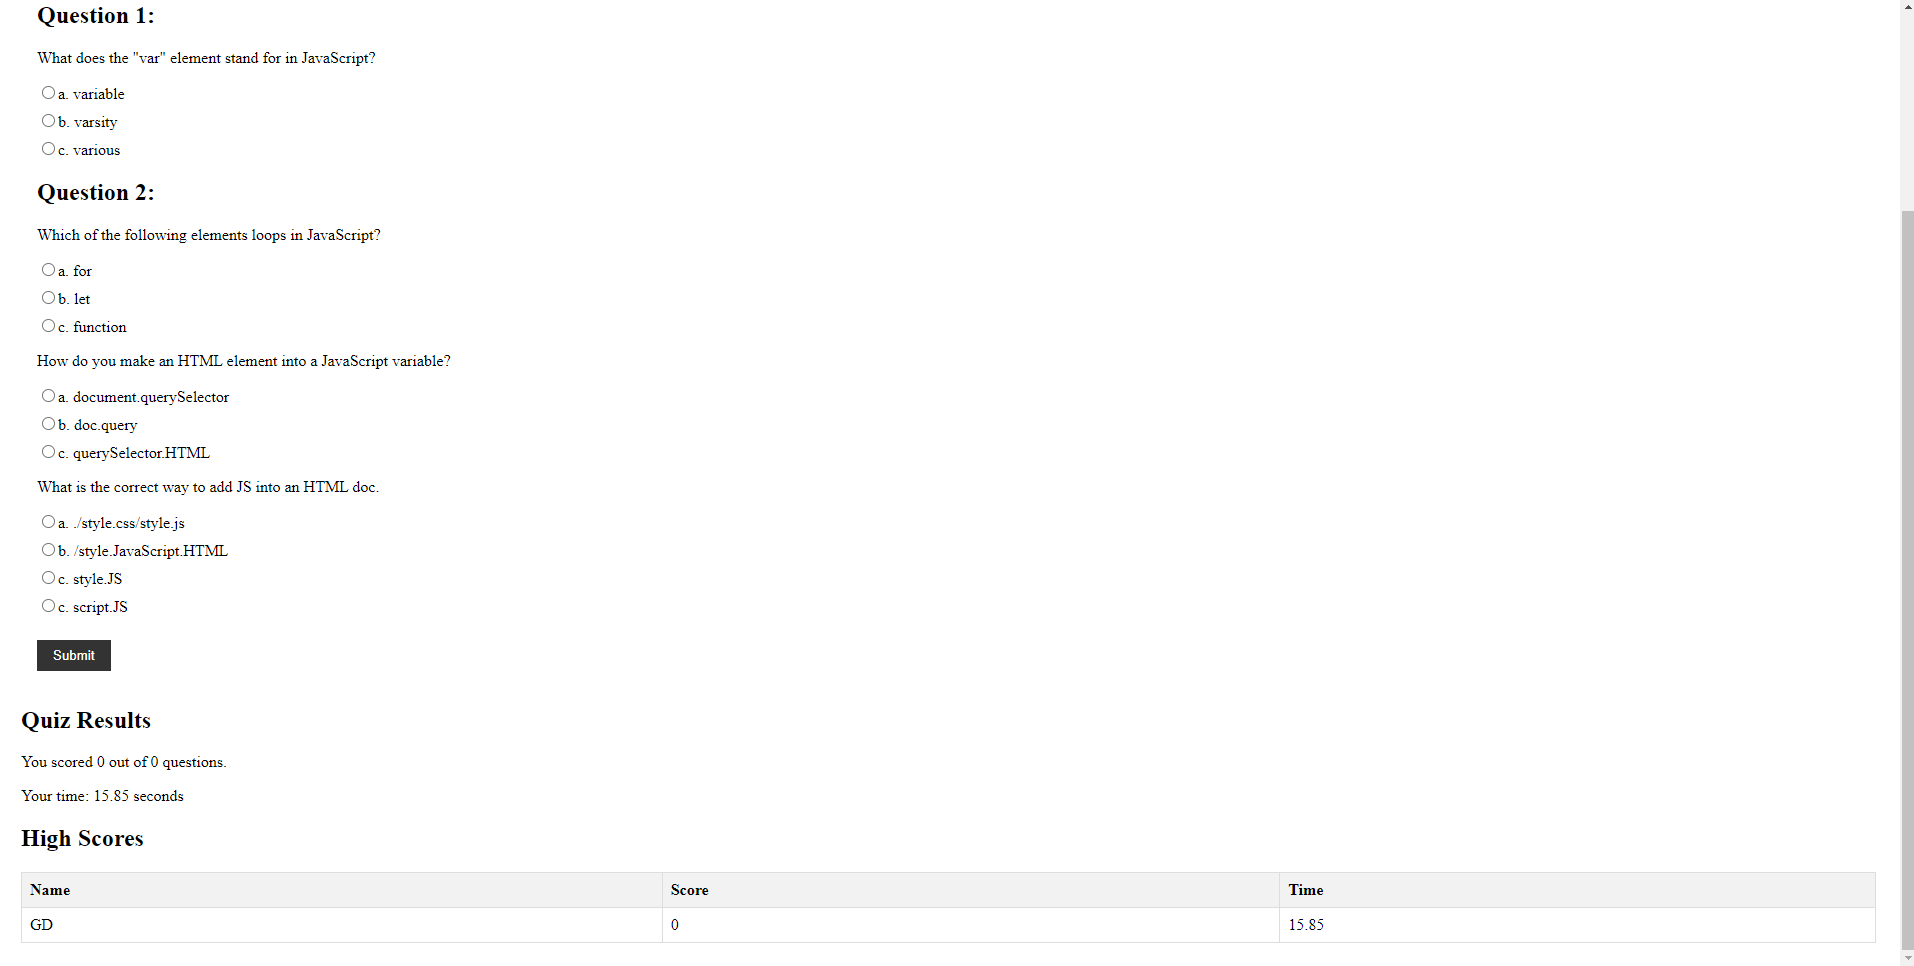 Question 1:
What does the "var" element stand for in JavaScript?
a. variable
b. varsity
c. various
Question 2:
Which of the following elements loops in JavaScript?
a. for
b. let
c. function
How do you make an HTML element into a JavaScript variable?
a. document.querySelector
b. doc.query
c. querySelector.HTML
What is the correct way to add JS into an HTML doc.
a. ./style.css/style.js
b. /style.JavaScript.HTML
c. style.JS
c. script.JS
Submit
Quiz Results
You scored 0 out of 0 questions.
Your time: 15.85 seconds
High Scores
Name Score Time
GD 0 15.85